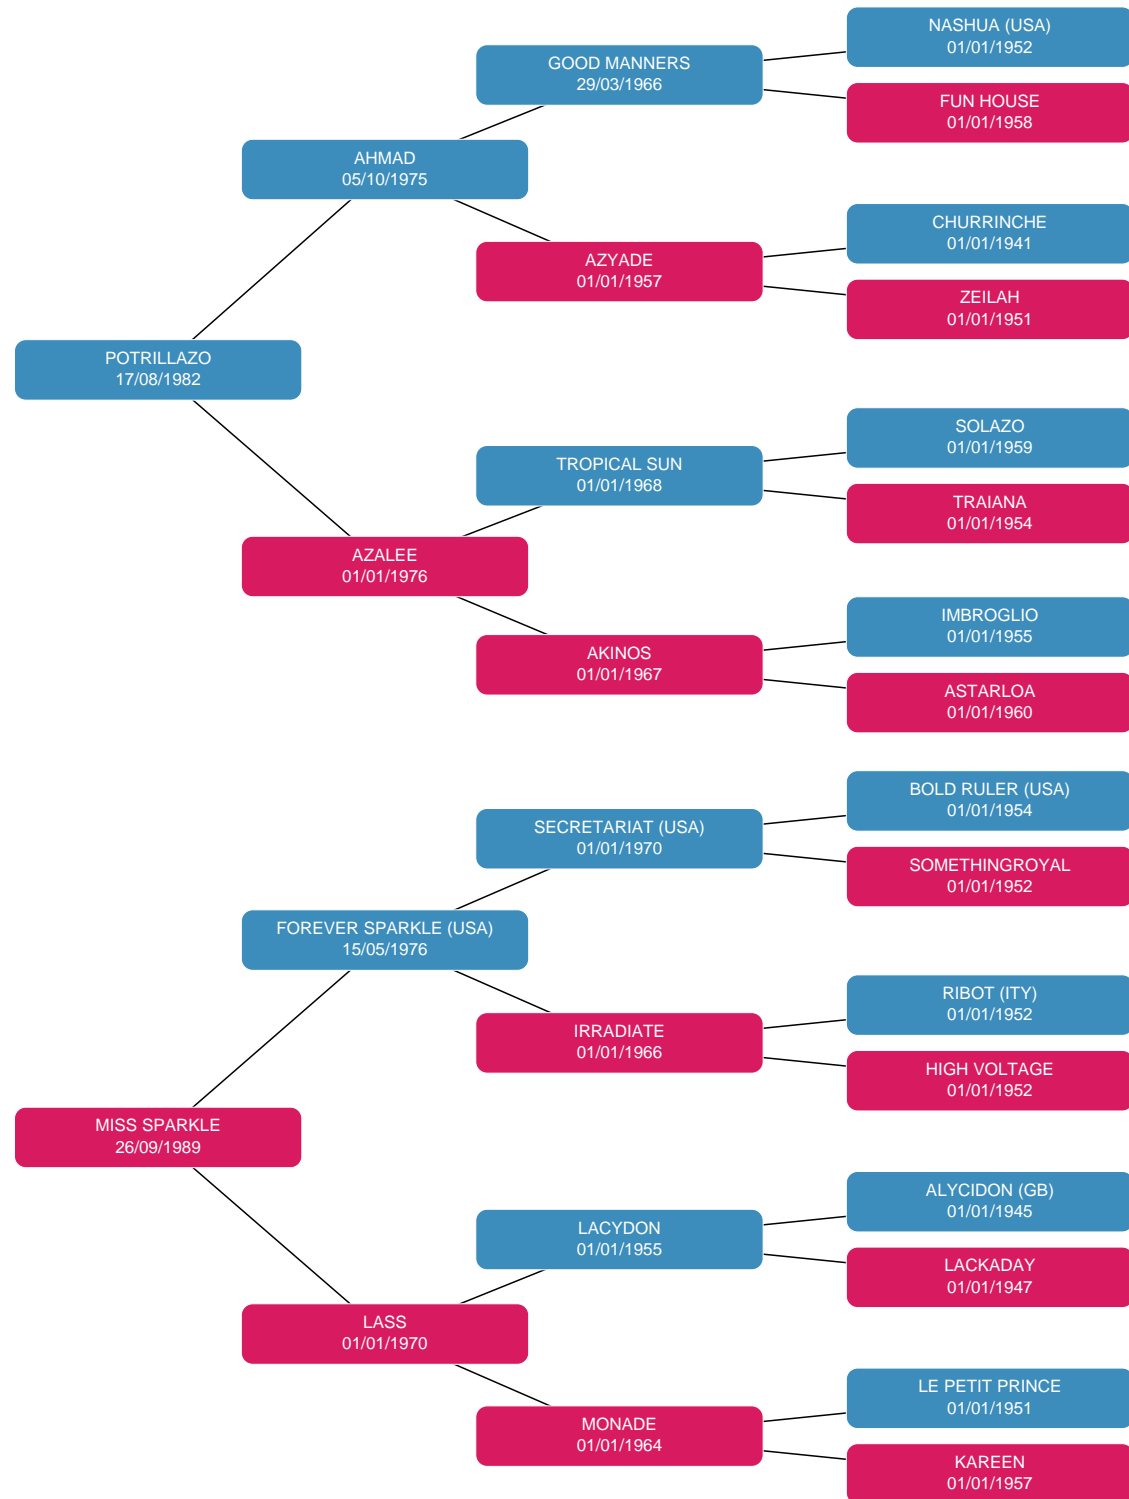 NASHUA (USA)
01/01/1952
GOOD MANNERS
29/03/1966
FUN HOUSE
01/01/1958
AHMAD
05/10/1975
CHURRINCHE
01/01/1941
AZYADE
01/01/1957
ZEILAH
01/01/1951
POTRILLAZO
17/08/1982
SOLAZO
01/01/1959
TROPICAL SUN
01/01/1968
TRAIANA
01/01/1954
AZALEE
01/01/1976
IMBROGLIO
01/01/1955
AKINOS
01/01/1967
ASTARLOA
01/01/1960
BOLD RULER (USA)
01/01/1954
SECRETARIAT (USA)
01/01/1970
SOMETHINGROYAL
01/01/1952
FOREVER SPARKLE (USA)
15/05/1976
RIBOT (ITY)
01/01/1952
IRRADIATE
01/01/1966
HIGH VOLTAGE
01/01/1952
MISS SPARKLE
26/09/1989
ALYCIDON (GB)
01/01/1945
LACYDON
01/01/1955
LACKADAY
01/01/1947
LASS
01/01/1970
LE PETIT PRINCE
01/01/1951
MONADE
01/01/1964
KAREEN
01/01/1957